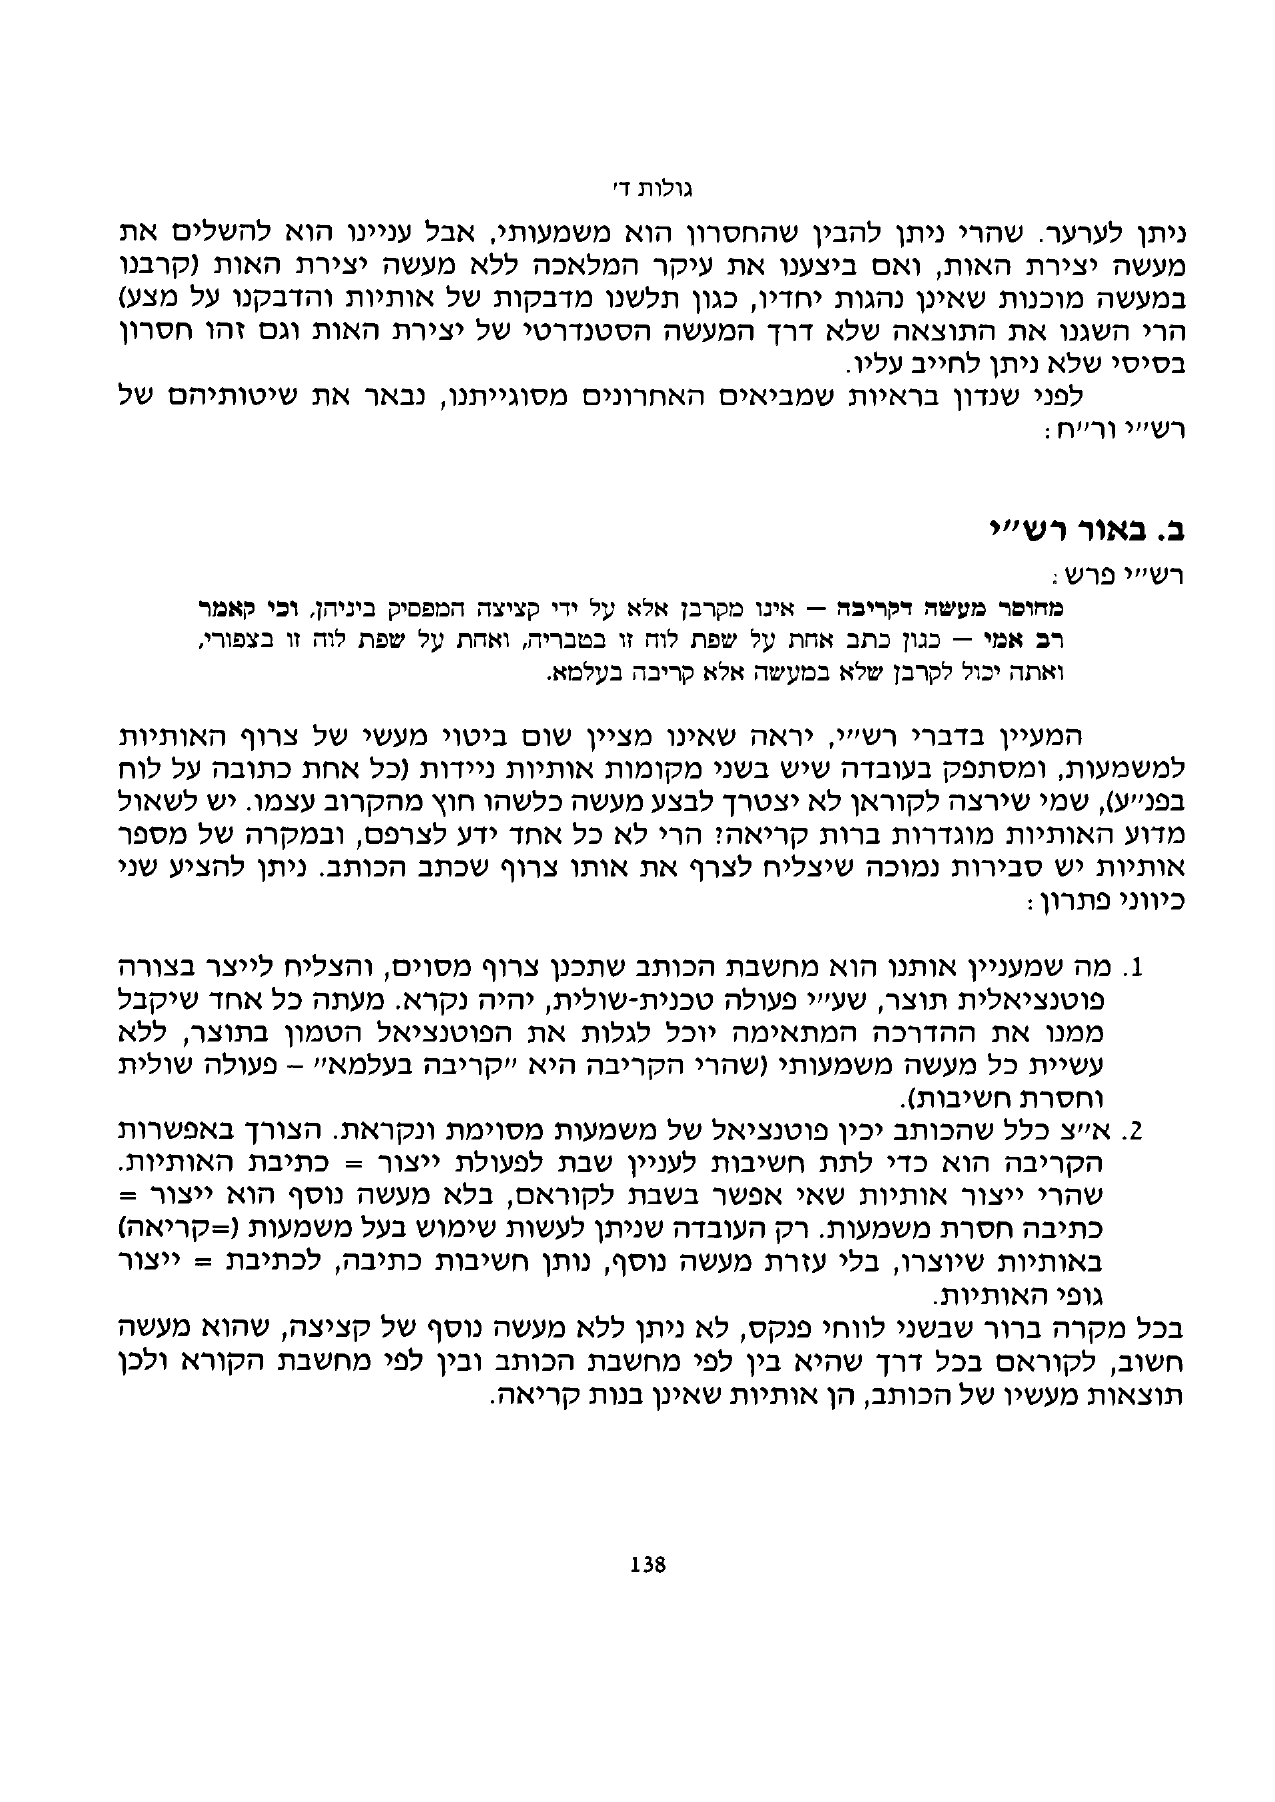 גולות ד'
ניתן לערער. שהרי ניתן להבין שהחסרון הוא משמעותי, אבל עניינו הוא להשלים את
מעשה יצירת האות, ואם ביצענו את עיקר המלאכה ללא מעשה יצירת האות (קרבנו
במעשה מוכנות שאינן נהגות יחדיו, כגון תלשנו מדבקות של אותיות והדבקנו על מצע)
הרי השגנו את התוצאה שלא דרך המעשה הסטנדרטי של יצירת האות וגם זהו חסרון
בסיסי שלא ניתן לחייב עליו.
לפני שנדון בראיות שמביאים האחרונים מסוגייתנו, נבאר את שיטותיהם של
רש"י ור"ח:
ב. באור רש"י
רש"י פרש:
מחוסר מעשה דקריבה – אינו מקרבן אלא על ידי קציצה המפסיק ביניהן, וכי קאמר
רב אמי – כגון כתב אחת על שפת לוח זו בטבריה, ואחת על שפת לוח זו בצפורי,
ואתה יכול לקרבן שלא במעשה אלא קריבה בעלמא.
המעיין בדברי רש"י, יראה שאינו מציין שום ביטוי מעשי של צרוף האותיות
למשמעות, ומסתפק בעובדה שיש בשני מקומות אותיות ניידות (כל אחת כתובה על לוח
בפנ"ע), שמי שירצה לקוראן לא יצטרך לבצע מעשה כלשהו חוץ מהקרוב עצמו. יש לשאול
מדוע האותיות מוגדרות ברות קריאה? הרי לא כל אחד ידע לצרפם, ובמקרה של מספר
אותיות יש סבירות נמוכה שיצליח לצרף את אותו צרוף שכתב הכותב. ניתן להציע שני
כיווני פתרון:
1. מה שמעניין אותנו הוא מחשבת הכותב שתכנן צרוף מסוים, והצליח לייצר בצורה
פוטנציאלית תוצר, שע"י פעולה טכנית-שולית, יהיה נקרא. מעתה כל אחד שיקבל
ממנו את ההדרכה המתאימה יוכל לגלות את הפוטנציאל הטמון בתוצר, ללא
עשיית כל מעשה משמעותי (שהרי הקריבה היא "קריבה בעלמא" – פעולה שולית
וחסרת חשיבות).
2. א"צ כלל שהכותב יכין פוטנציאל של משמעות מסוימת ונקראת. הצורך באפשרות
הקריבה הוא כדי לתת חשיבות לעניין שבת לפעולת ייצור = כתיבת האותיות.
שהרי ייצור אותיות שאי אפשר בשבת לקוראם, בלא מעשה נוסף הוא ייצור =
כתיבה חסרת משמעות. רק העובדה שניתן לעשות שימוש בעל משמעות (=קריאה)
באותיות שיוצרו, בלי עזרת מעשה נוסף, נותן חשיבות כתיבה, לכתיבת = ייצור
גופי האותיות.
בכל מקרה ברור שבשני לווחי פנקס, לא ניתן ללא מעשה נוסף של קציצה, שהוא מעשה
חשוב, לקוראם בכל דרך שהיא בין לפי מחשבת הכותב ובין לפי מחשבת הקורא ולכן
תוצאות מעשיו של הכותב, הן אותיות שאינן בנות קריאה.
138